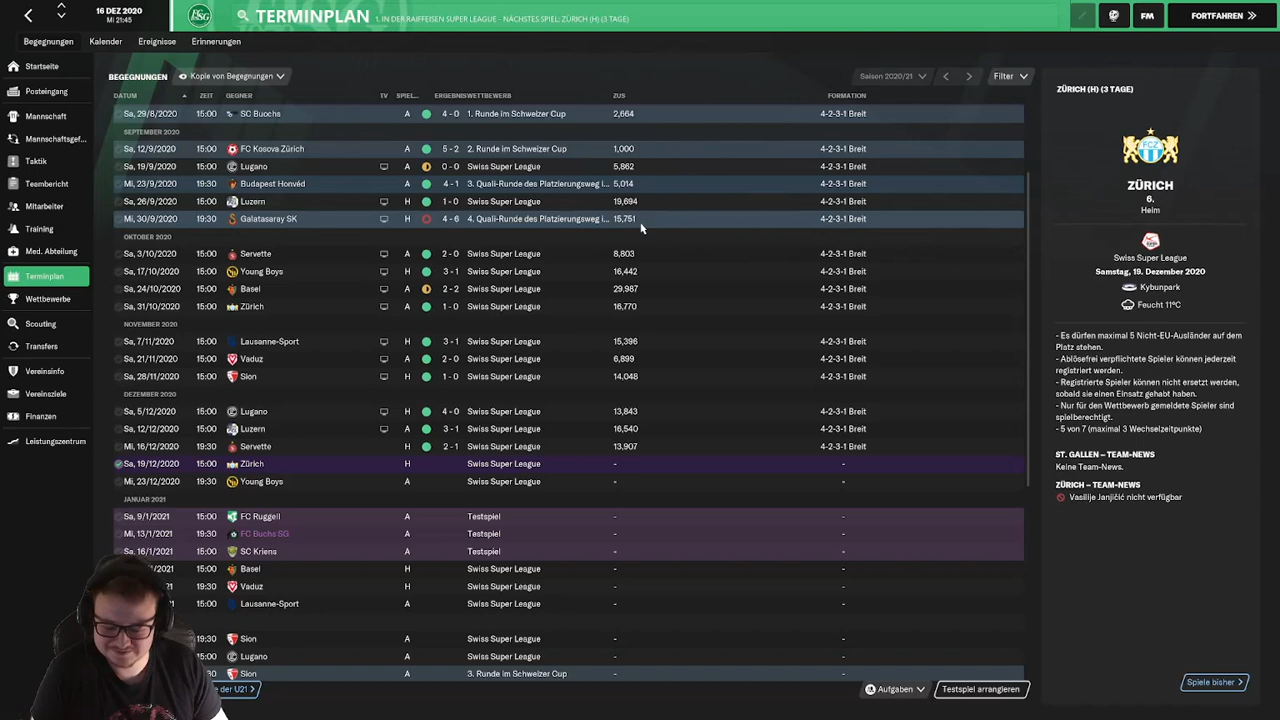 16 DEZ 2020
MI 21:45
FCSG
TERMINPLAN
1. IN DER RAIFFEISEN SUPER LEAGUE - NÄCHSTES SPIEL: ZÜRICH (H) (3 TAGE)
FM
FORTFAHREN
Begegnungen Kalender Ereignisse Erinnerungen
Startseite
Posteingang
Mannschaft
Mannschaftsgef...
Taktik
Teambericht
Mitarbeiter
Training
Med. Abteilung
Terminplan
Wettbewerbe
Scouting
Transfers
Vereinsinfo
Vereinsziele
Finanzen
Leistungszentrum
BEGEGNUNGEN Kopie von Begegnungen Saison 2020/21 Filter
DATUM ZEIT GEGNER TV SPIEL... ERGEBNIS WETTBEWERB ZUS FORMATION
Sa, 29/8/2020 15:00 SC Buochs A 4 - 0 1. Runde im Schweizer Cup 2,664 4-2-3-1 Breit
SEPTEMBER 2020
Sa, 12/9/2020 15:00 FC Kosova Zürich A 5 - 2 2. Runde im Schweizer Cup 1,000 4-2-3-1 Breit
Sa, 19/9/2020 15:00 Lugano A 0 - 0 Swiss Super League 5,862 4-2-3-1 Breit
Mi, 23/9/2020 19:30 Budapest Honvéd A 4 - 1 3. Quali-Runde des Platzierungsweg i... 5,014 4-2-3-1 Breit
Sa, 26/9/2020 15:00 Luzern H 1 - 0 Swiss Super League 19,694 4-2-3-1 Breit
Mi, 30/9/2020 19:30 Galatasaray SK H 4 - 6 4. Quali-Runde des Platzierungsweg i... 15,751 4-2-3-1 Breit
OKTOBER 2020
Sa, 3/10/2020 15:00 Servette A 2 - 0 Swiss Super League 8,803 4-2-3-1 Breit
Sa, 17/10/2020 15:00 Young Boys H 3 - 1 Swiss Super League 16,442 4-2-3-1 Breit
Sa, 24/10/2020 15:00 Basel A 2 - 2 Swiss Super League 29,987 4-2-3-1 Breit
Sa, 31/10/2020 15:00 Zürich A 1 - 0 Swiss Super League 16,770 4-2-3-1 Breit
NOVEMBER 2020
Sa, 7/11/2020 15:00 Lausanne-Sport H 3 - 1 Swiss Super League 15,396 4-2-3-1 Breit
Sa, 21/11/2020 15:00 Vaduz A 2 - 0 Swiss Super League 6,899 4-2-3-1 Breit
Sa, 28/11/2020 15:00 Sion H 1 - 0 Swiss Super League 14,048 4-2-3-1 Breit
DEZEMBER 2020
Sa, 5/12/2020 15:00 Lugano H 4 - 0 Swiss Super League 13,843 4-2-3-1 Breit
Sa, 12/12/2020 15:00 Luzern H 3 - 1 Swiss Super League 16,540 4-2-3-1 Breit
Mi, 16/12/2020 19:30 Servette H 2 - 1 Swiss Super League 13,907 4-2-3-1 Breit
Sa, 19/12/2020 15:00 Zürich H Swiss Super League - -
Mi, 23/12/2020 19:30 Young Boys A Swiss Super League - -
JANUAR 2021
Sa, 9/1/2021 15:00 FC Ruggell A Testspiel - -
Mi, 13/1/2021 19:30 FC Buchs SG A Testspiel - -
Sa, 16/1/2021 15:00 SC Kriens A Testspiel - -
/1/2021 15:00 Basel H Swiss Super League - -
/2021 15:00 Vaduz H Swiss Super League - -
2021 15:00 Lausanne-Sport A Swiss Super League - -
19:30 Sion A Swiss Super League - -
15:00 Lugano A Swiss Super League - -
:30 Sion A 3. Runde im Schweizer Cup - -
e der U21 Aufgaben Testspiel arrangieren
ZÜRICH (H) (3 TAGE)
FCZ
ZÜRICH
6.
Heim
Swiss Super League
Samstag, 19. Dezember 2020
Kybunpark
Feucht 11°C
- Es dürfen maximal 5 Nicht-EU-Ausländer auf dem
Platz stehen.
- Ablösefrei verpflichtete Spieler können jederzeit
registriert werden.
- Registrierte Spieler können nicht ersetzt werden,
sobald sie einen Einsatz gehabt haben.
- Nur für den Wettbewerb gemeldete Spieler sind
spielberechtigt.
- 5 von 7 (maximal 3 Wechselzeitpunkte)
ST. GALLEN – TEAM-NEWS
Keine Team-News.
ZÜRICH – TEAM-NEWS
Vasilije Janjičić nicht verfügbar
Spiele bisher